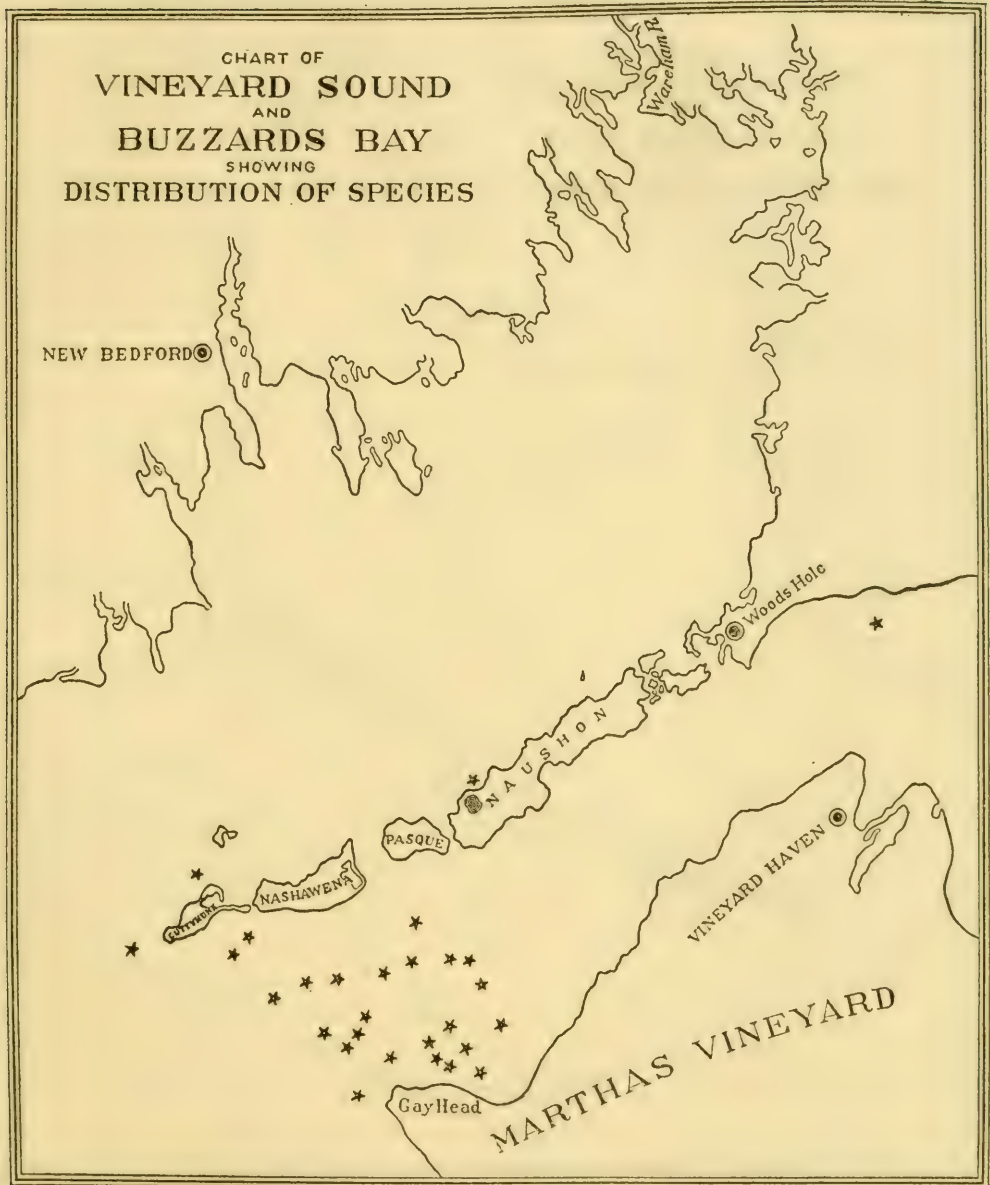 CHART OF
VINEYARD SOUND
AND
BUZZARDS BAY
SHOWING
DISTRIBUTION OF SPECIES
Wareham R.
NEW BEDFORD
Woods Hole
NAUSHON
PASQUE
NASHAWENA
CUTTYHUNK
VINEYARD HAVEN
MARTHAS VINEYARD
Gay Head